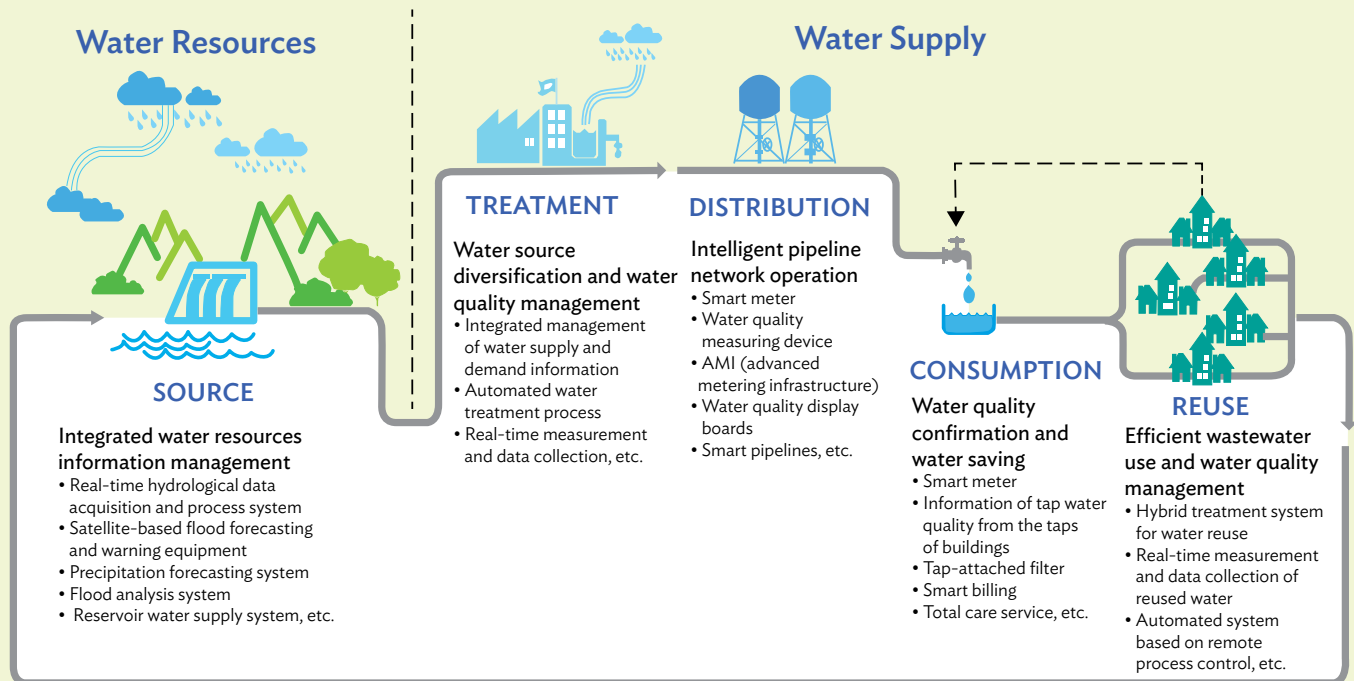 Water Resources
Water Supply
SOURCE
Integrated water resources
information management
• Real-time hydrological data
acquisition and process system
• Satellite-based flood forecasting
and warning equipment
• Precipitation forecasting system
• Flood analysis system
• Reservoir water supply system, etc.
TREATMENT
Water source
diversification and water
quality management
• Integrated management
of water supply and
demand information
• Automated water
treatment process
• Real-time measurement
and data collection, etc.
DISTRIBUTION
Intelligent pipeline
network operation
• Smart meter
• Water quality
measuring device
• AMI (advanced
metering infrastructure)
• Water quality display
boards
• Smart pipelines, etc.
CONSUMPTION
Water quality
confirmation and
water saving
• Smart meter
• Information of tap water
quality from the taps
of buildings
• Tap-attached filter
• Smart billing
• Total care service, etc.
REUSE
Efficient wastewater
use and water quality
management
• Hybrid treatment system
for water reuse
• Real-time measurement
and data collection of
reused water
• Automated system
based on remote
process control, etc.